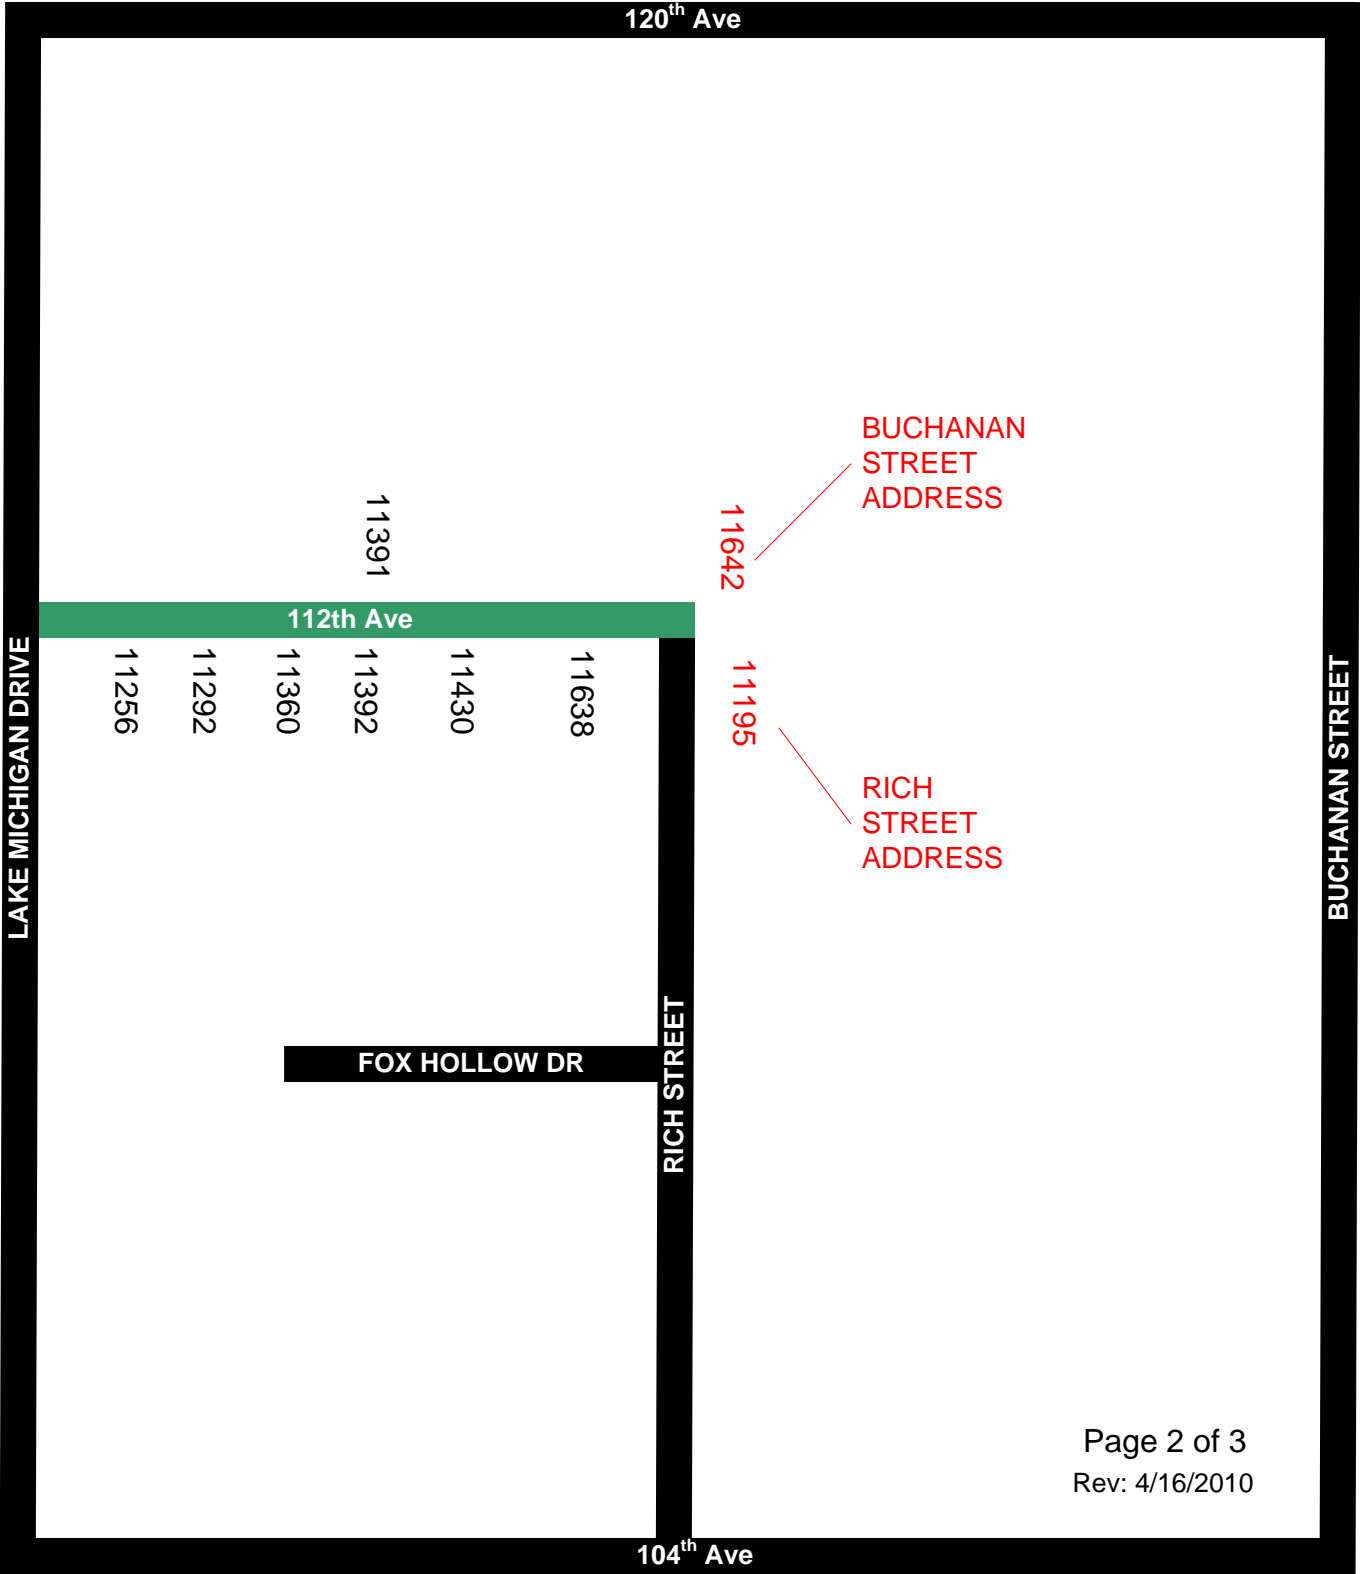 120th Ave
BUCHANAN
STREET
ADDRESS
11391
11642
112th Ave
LAKE MICHIGAN DRIVE
11256
11292
11360
11392
11430
11638
11195
BUCHANAN STREET
RICH
STREET
ADDRESS
RICH STREET
FOX HOLLOW DR
Page 2 of 3
Rev: 4/16/2010
104th Ave